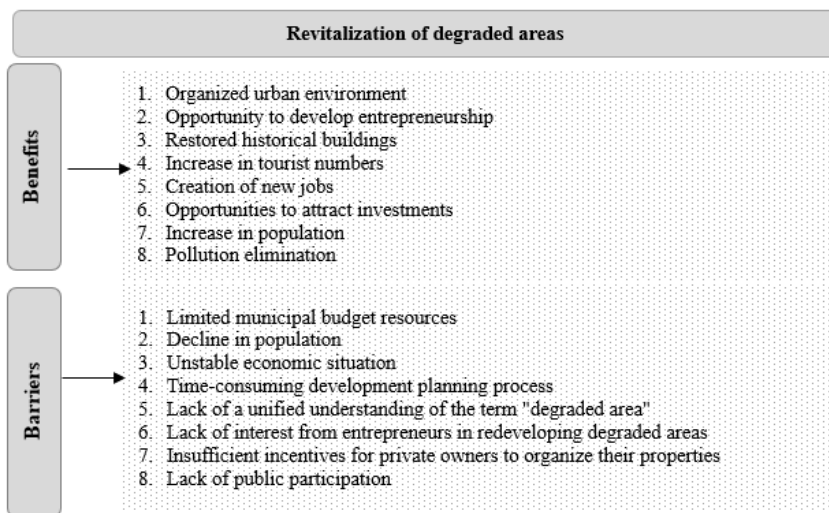 Revitalization of degraded areas
Benefits
1. Organized urban environment
2. Opportunity to develop entrepreneurship
3. Restored historical buildings
4. Increase in tourist numbers
5. Creation of new jobs
6. Opportunities to attract investments
7. Increase in population
8. Pollution elimination
Barriers
1. Limited municipal budget resources
2. Decline in population
3. Unstable economic situation
4. Time-consuming development planning process
5. Lack of a unified understanding of the term "degraded area"
6. Lack of interest from entrepreneurs in redeveloping degraded areas
7. Insufficient incentives for private owners to organize their properties
8. Lack of public participation